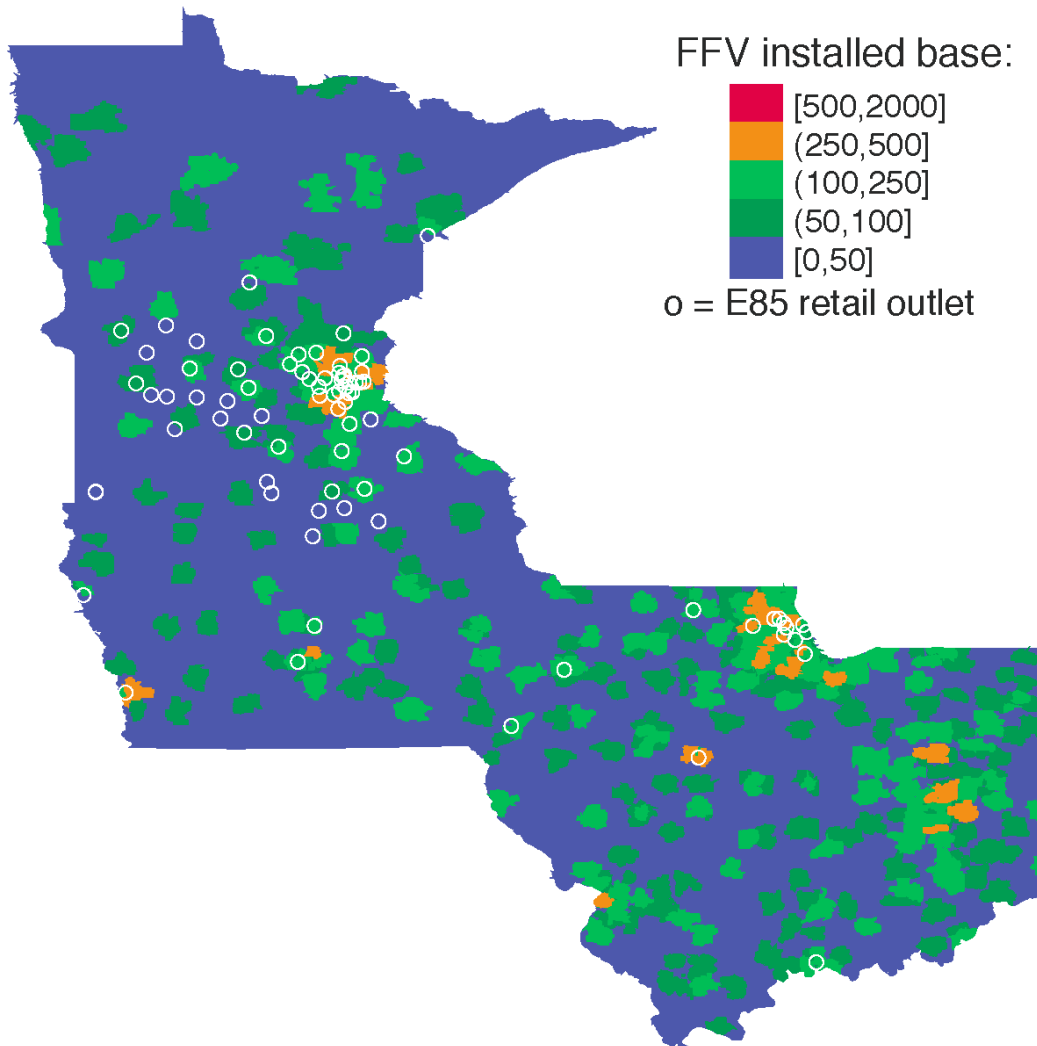 FFV installed base:
[500,2000]
(250,500]
(100,250]
(50,100]
[0,50]
o = E85 retail outlet